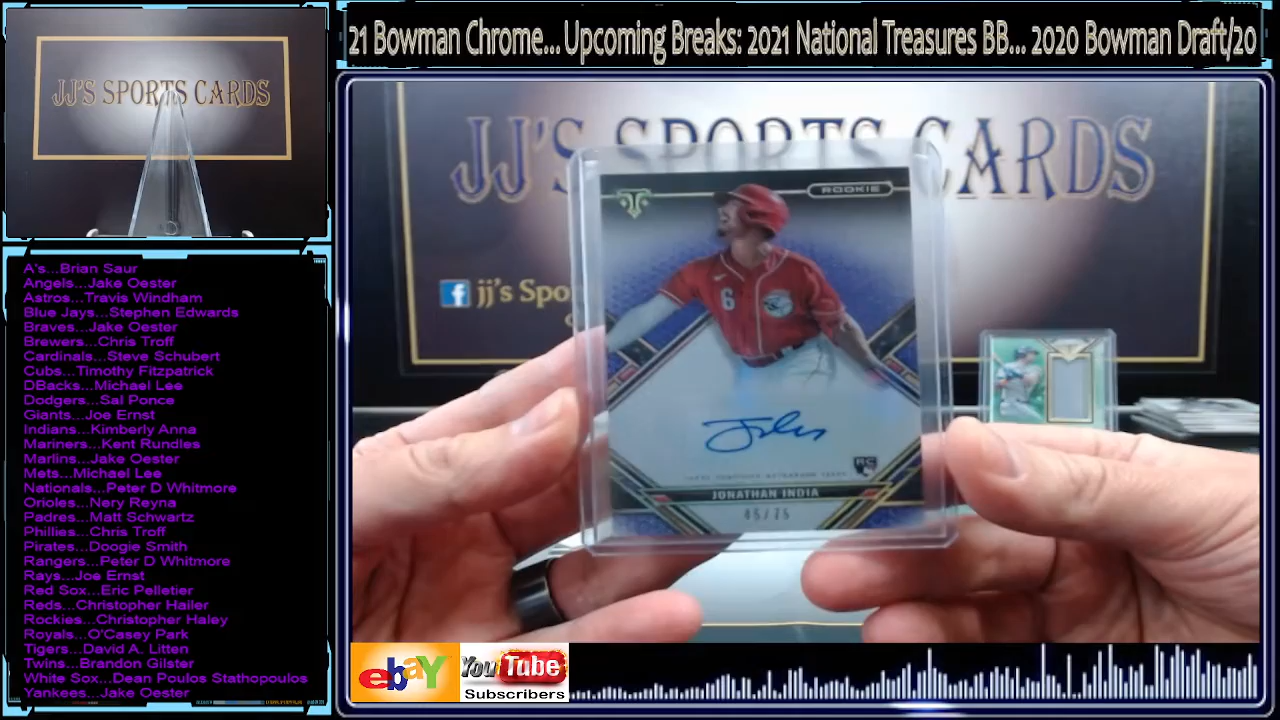 JJ'S SPORTS CARDS
21 Bowman Chrome... Upcoming Breaks: 2021 National Treasures BB... 2020 Bowman Draft/20
A's...Brian Saur
Angels...Jake Oester
Astros...Travis Windham
Blue Jays...Stephen Edwards
Braves...Jake Oester
Brewers...Chris Troff
Cardinals...Steve Schubert
Cubs...Timothy Fitzpatrick
DBacks...Michael Lee
Dodgers...Sal Ponce
Giants...Joe Ernst
Indians...Kimberly Anna
Mariners...Kent Rundles
Marlins...Jake Oester
Mets...Michael Lee
Nationals...Peter D Whitmore
Orioles...Nery Reyna
Padres...Matt Schwartz
Phillies...Chris Troff
Pirates...Doogie Smith
Rangers...Peter D Whitmore
Rays...Joe Ernst
Red Sox...Eric Pelletier
Reds...Christopher Hailer
Rockies...Christopher Haley
Royals...O'Casey Park
Tigers...David A. Litten
Twins...Brandon Gilster
White Sox...Dean Poulos Stathopoulos
Yankees...Jake Oester
JJ'S SPORTS CARDS
f jj's Spo
ROOKIE
6
RC
JONATHAN INDIA
45/75
ebay
YouTube
Subscribers